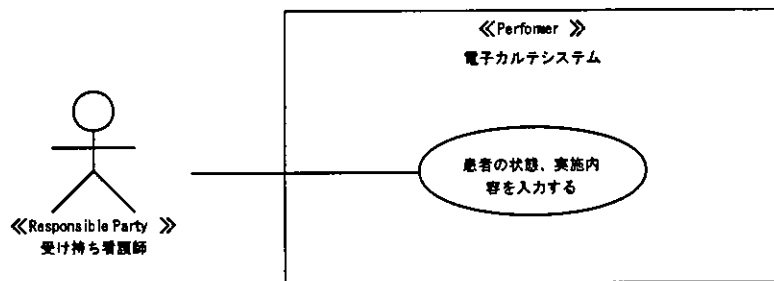 ≪Performer ≫
電子カルテシステム
患者の状態、実施内
容を入力する
≪Responsible Party ≫
受け持ち看護師